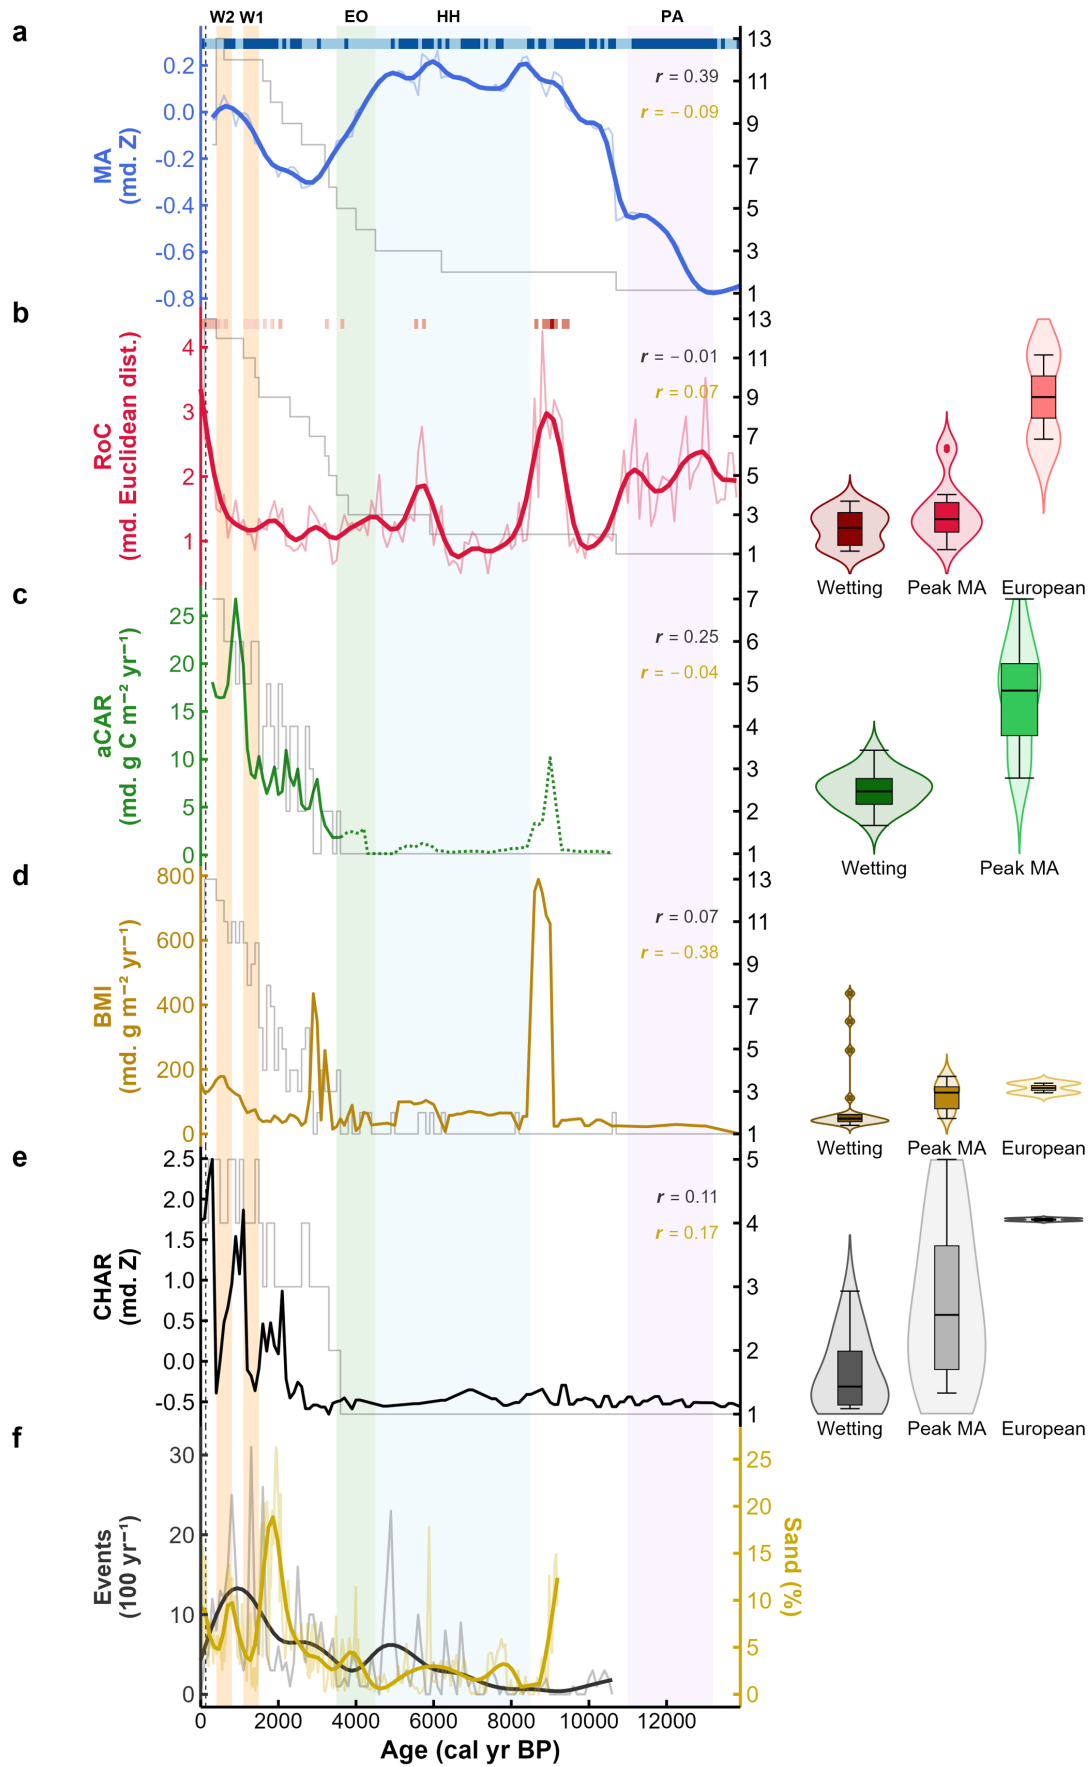 W2 W1 EO HH PA
a
13
11
9
7
5
3
1
0.2
0.0
-0.2
-0.4
-0.6
-0.8
MA
(md. Z)
r = 0.39
r = −0.09
b
13
11
9
7
5
3
1
4
3
2
1
RoC
(md. Euclidean dist.)
r = −0.01
r = 0.07
Wetting Peak MA European
c
7
6
5
4
3
2
1
25
20
15
10
5
0
aCAR
(md. g C m⁻² yr⁻¹)
r = 0.25
r = −0.04
Wetting Peak MA
d
13
11
9
7
5
3
1
800
600
400
200
0
BMI
(md. g m⁻² yr⁻¹)
r = 0.07
r = −0.38
Wetting Peak MA European
e
5
4
3
2
1
2.5
2.0
1.5
1.0
0.5
0.0
-0.5
CHAR
(md. Z)
r = 0.11
r = 0.17
Wetting Peak MA European
f
30
20
10
0
Events
(100 yr⁻¹)
25
20
15
10
5
0
Sand (%)
0 2000 4000 6000 8000 10000 12000
Age (cal yr BP)